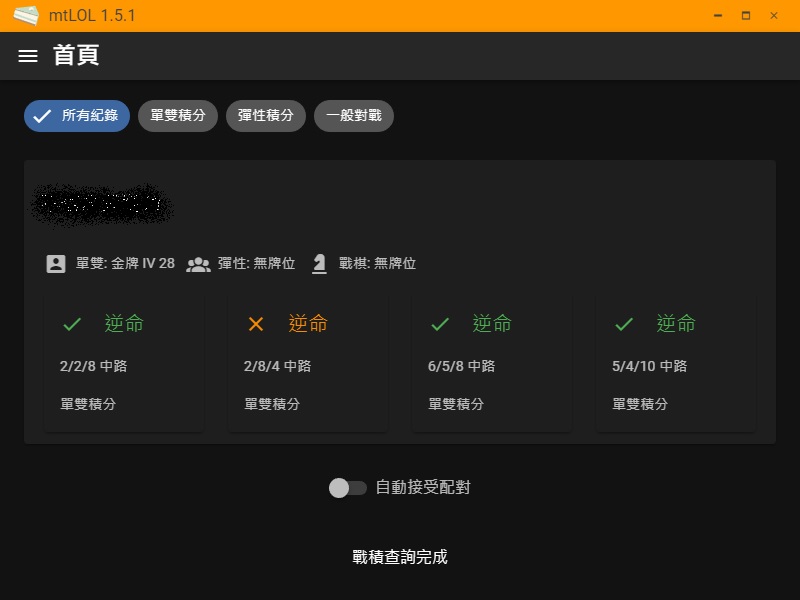 mtLOL 1.5.1
首頁
所有紀錄 單雙積分 彈性積分 一般對戰
單雙: 金牌 IV 28 彈性: 無牌位 戰棋: 無牌位
逆命 逆命 逆命 逆命
2/2/8 中路 2/8/4 中路 6/5/8 中路 5/4/10 中路
單雙積分 單雙積分 單雙積分 單雙積分
自動接受配對
戰積查詢完成